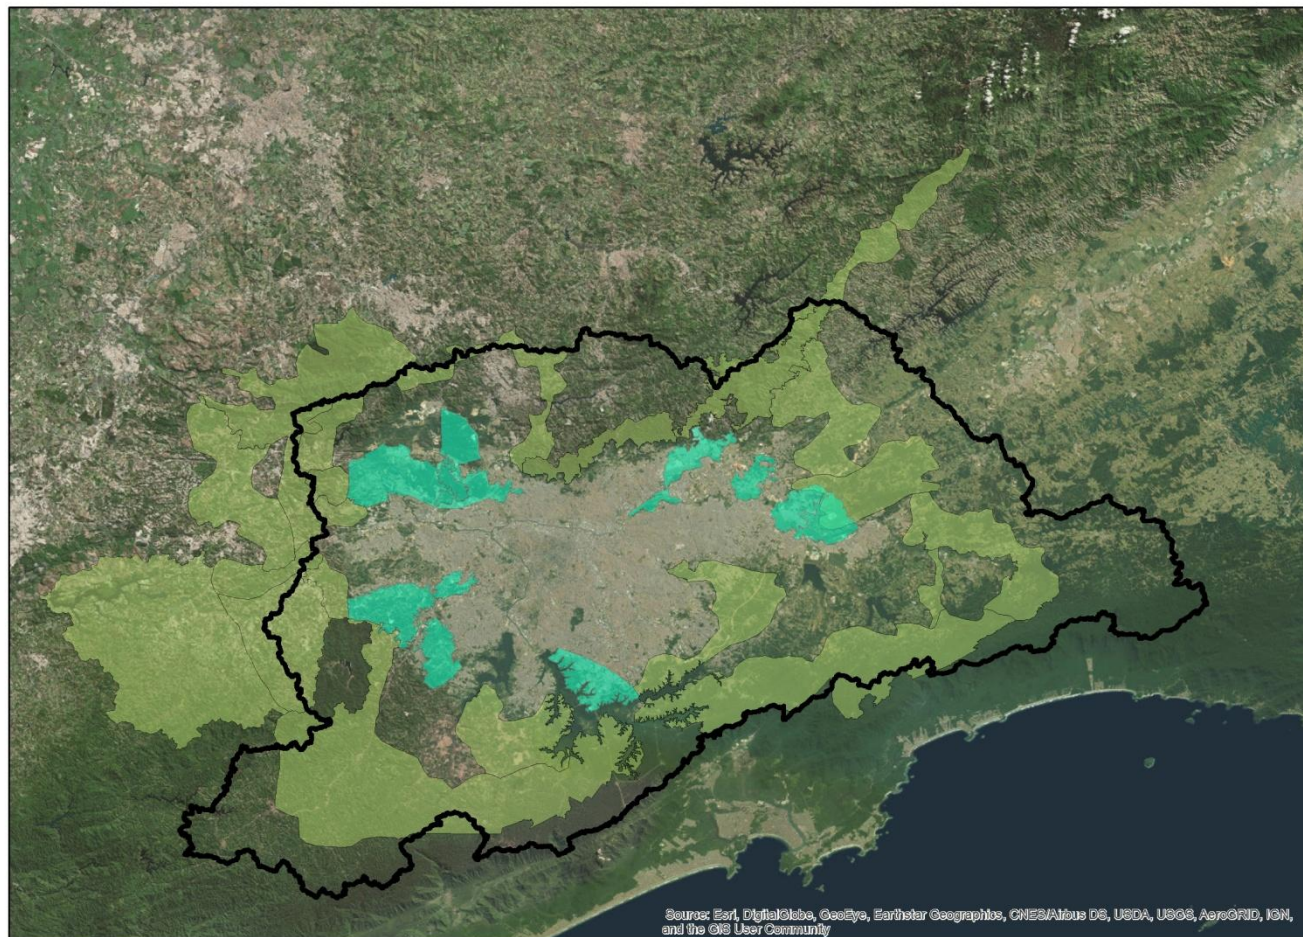 Source: Esri, DigitalGlobe, GeoEye, Earthstar Geographics, CNES/Airbus DS, USDA, USGS, AeroGRID, IGN,
and the GIS User Community